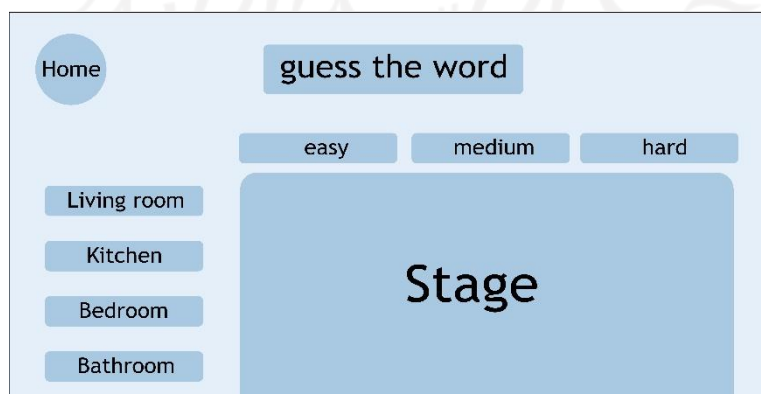 Home
guess the word
easy medium hard
Living room
Kitchen
Bedroom
Bathroom
Stage